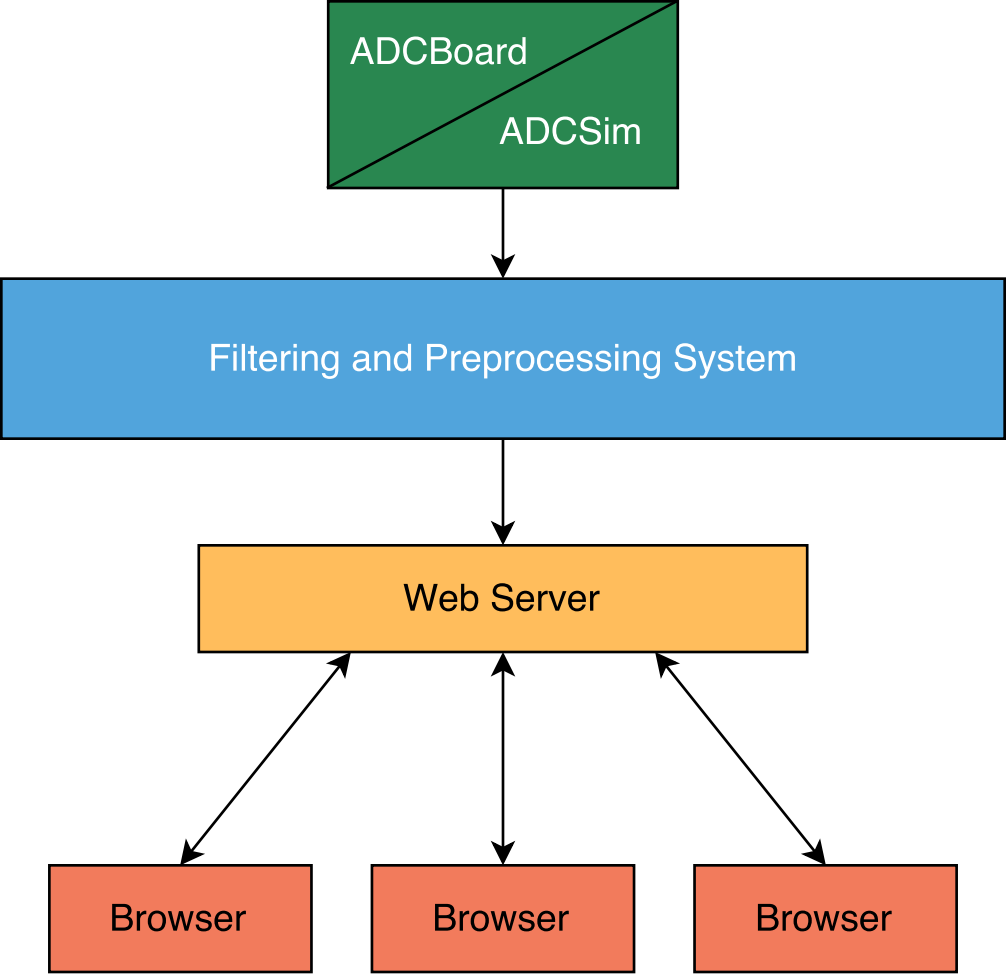 ADCBoard
ADCSim
Filtering and Preprocessing System
Web Server
Browser
Browser
Browser